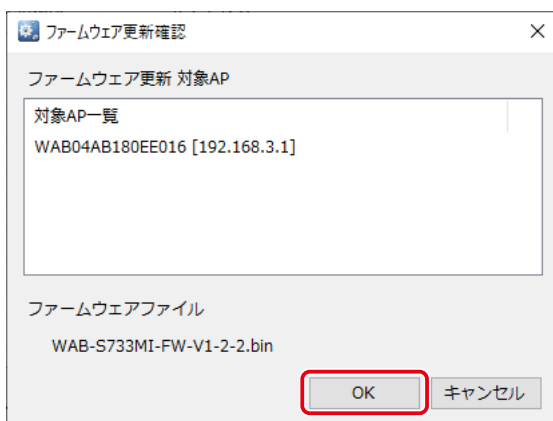 ファームウェア更新確認
ファームウェア更新 対象AP
対象AP一覧
WAB04AB180EE016 [192.168.3.1]
ファームウェアファイル
WAB-S733MI-FW-V1-2-2.bin
OK キャンセル